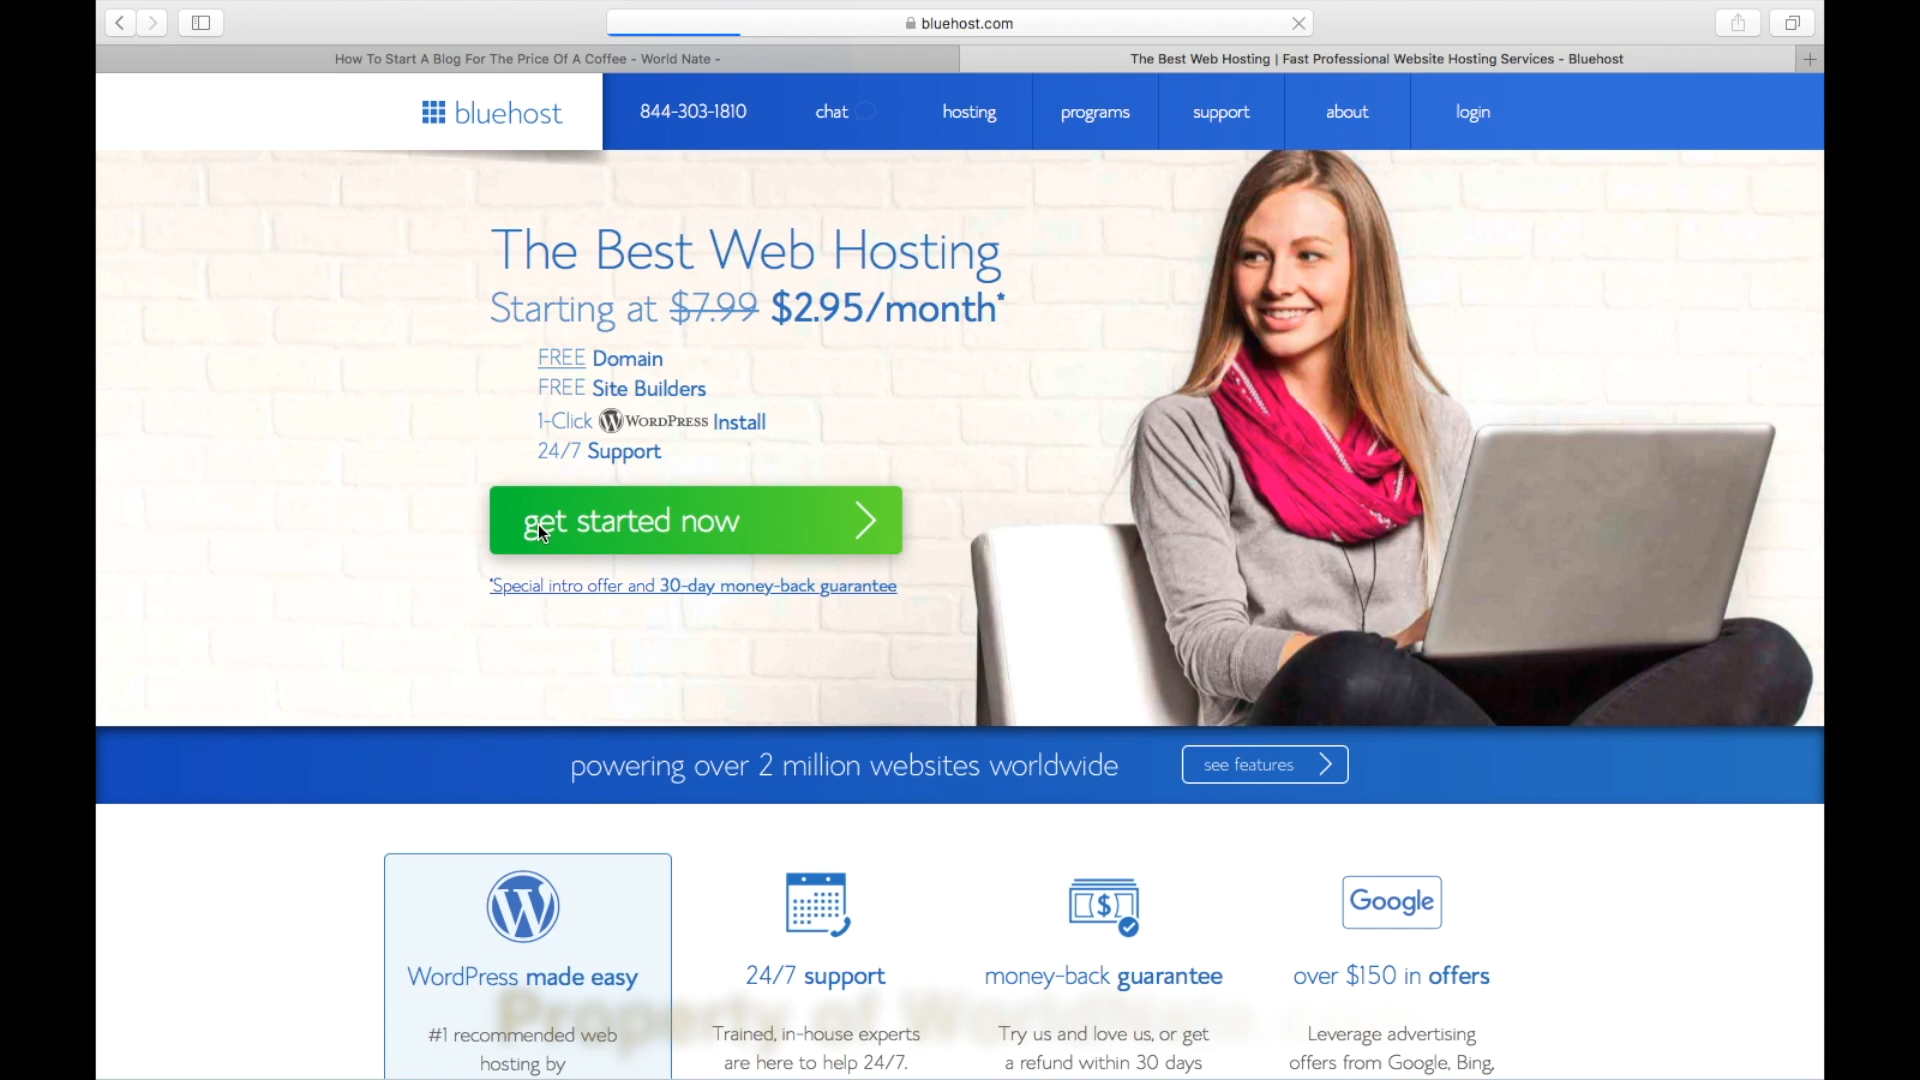 bluehost.com
How To Start A Blog For The Price Of A Coffee - World Nate -
The Best Web Hosting | Fast Professional Website Hosting Services - Bluehost
bluehost
844-303-1810
chat
hosting
programs
support
about
login
The Best Web Hosting
Starting at $7.99 $2.95/month*
FREE Domain
FREE Site Builders
1-Click WORDPRESS Install
24/7 Support
get started now
*Special intro offer and 30-day money-back guarantee
powering over 2 million websites worldwide
see features
WordPress made easy
#1 recommended web
hosting by
24/7 support
Trained, in-house experts
are here to help 24/7.
money-back guarantee
Try us and love us, or get
a refund within 30 days
Google
over $150 in offers
Leverage advertising
offers from Google, Bing,
Property of WorldNate.